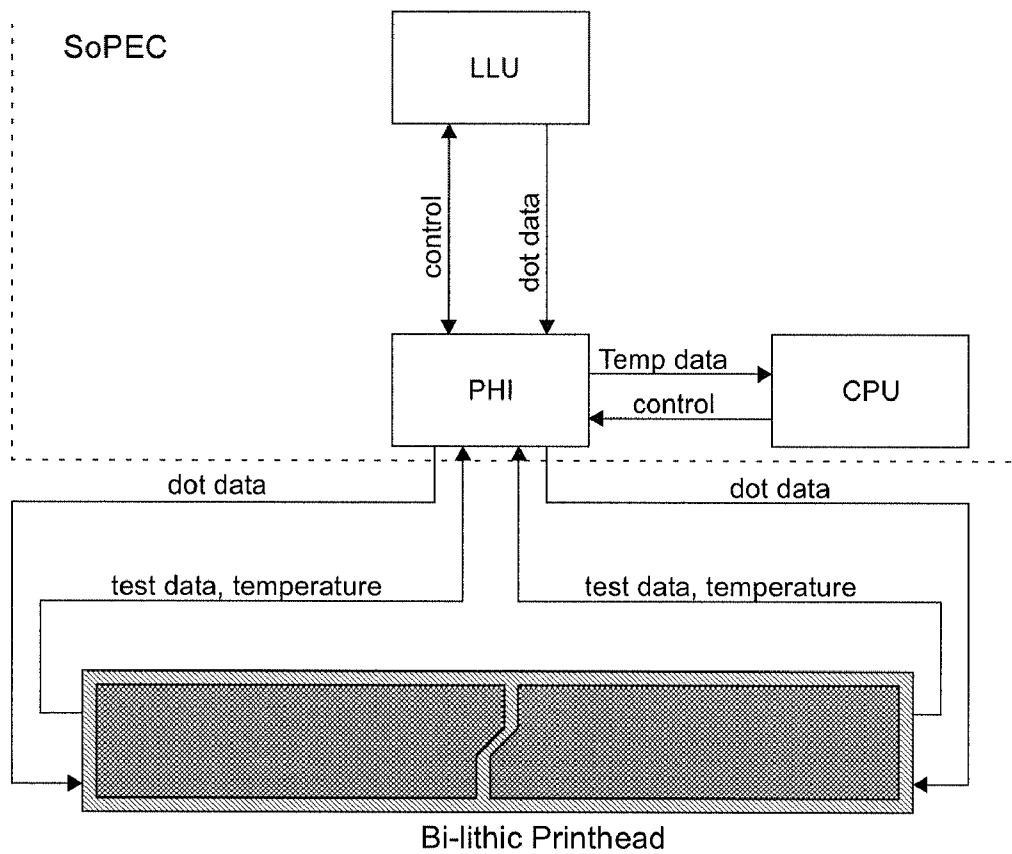 SoPEC
LLU
control
dot data
PHI
Temp data
control
CPU
dot data
dot data
test data, temperature
test data, temperature
Bi-lithic Printhead